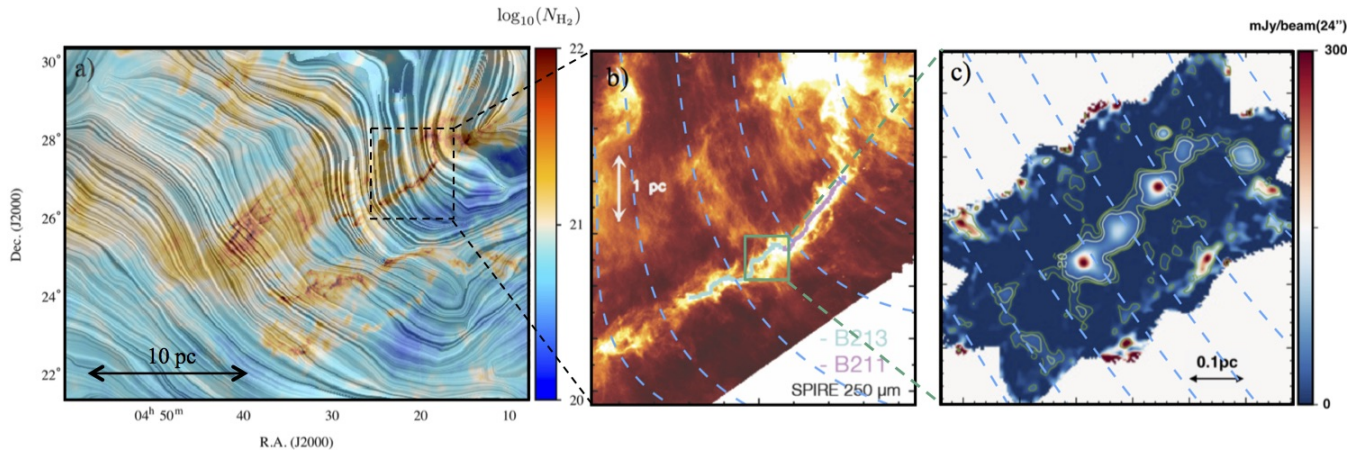 log₁₀(N_H₂)
mJy/beam(24")
a)
b)
c)
22
21
20
300
0
30°
28°
26°
24°
22°
Dec. (J2000)
10 pc
04ʰ 50ᵐ
40
30
20
10
R.A. (J2000)
1 pc
- B213
- B211
SPIRE 250 μm
0.1pc